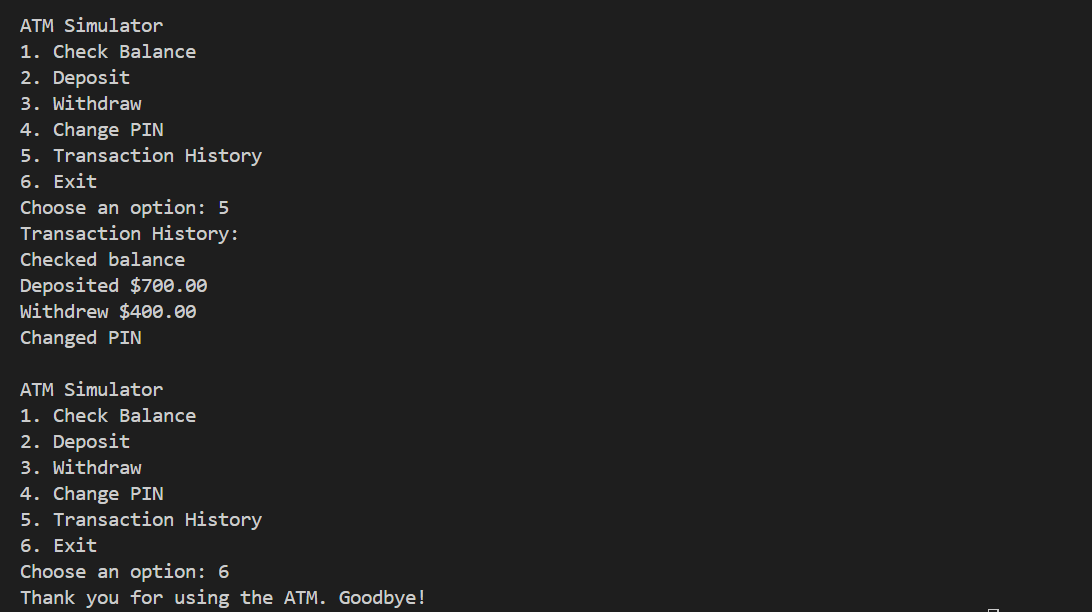 ATM Simulator
1. Check Balance
2. Deposit
3. Withdraw
4. Change PIN
5. Transaction History
6. Exit
Choose an option: 5
Transaction History:
Checked balance
Deposited $700.00
Withdrew $400.00
Changed PIN

ATM Simulator
1. Check Balance
2. Deposit
3. Withdraw
4. Change PIN
5. Transaction History
6. Exit
Choose an option: 6
Thank you for using the ATM. Goodbye!